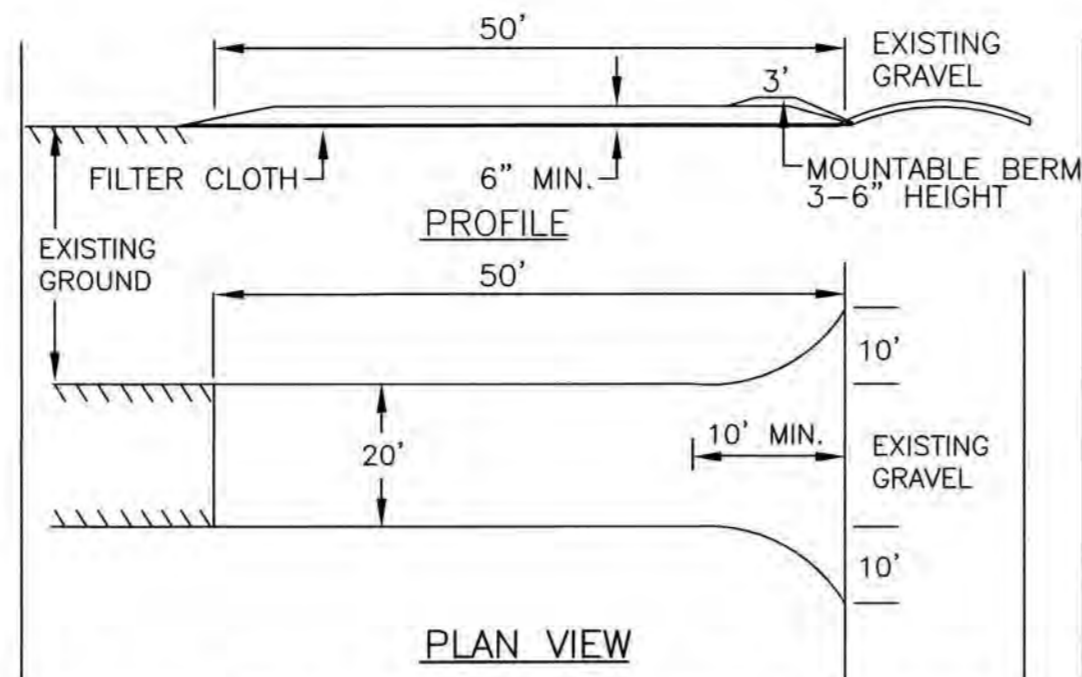 50'
EXISTING
GRAVEL
3'
FILTER CLOTH
6" MIN.
MOUNTABLE BERM
3-6" HEIGHT
PROFILE
EXISTING
GROUND
50'
10'
20'
10' MIN.
EXISTING
GRAVEL
10'
PLAN VIEW